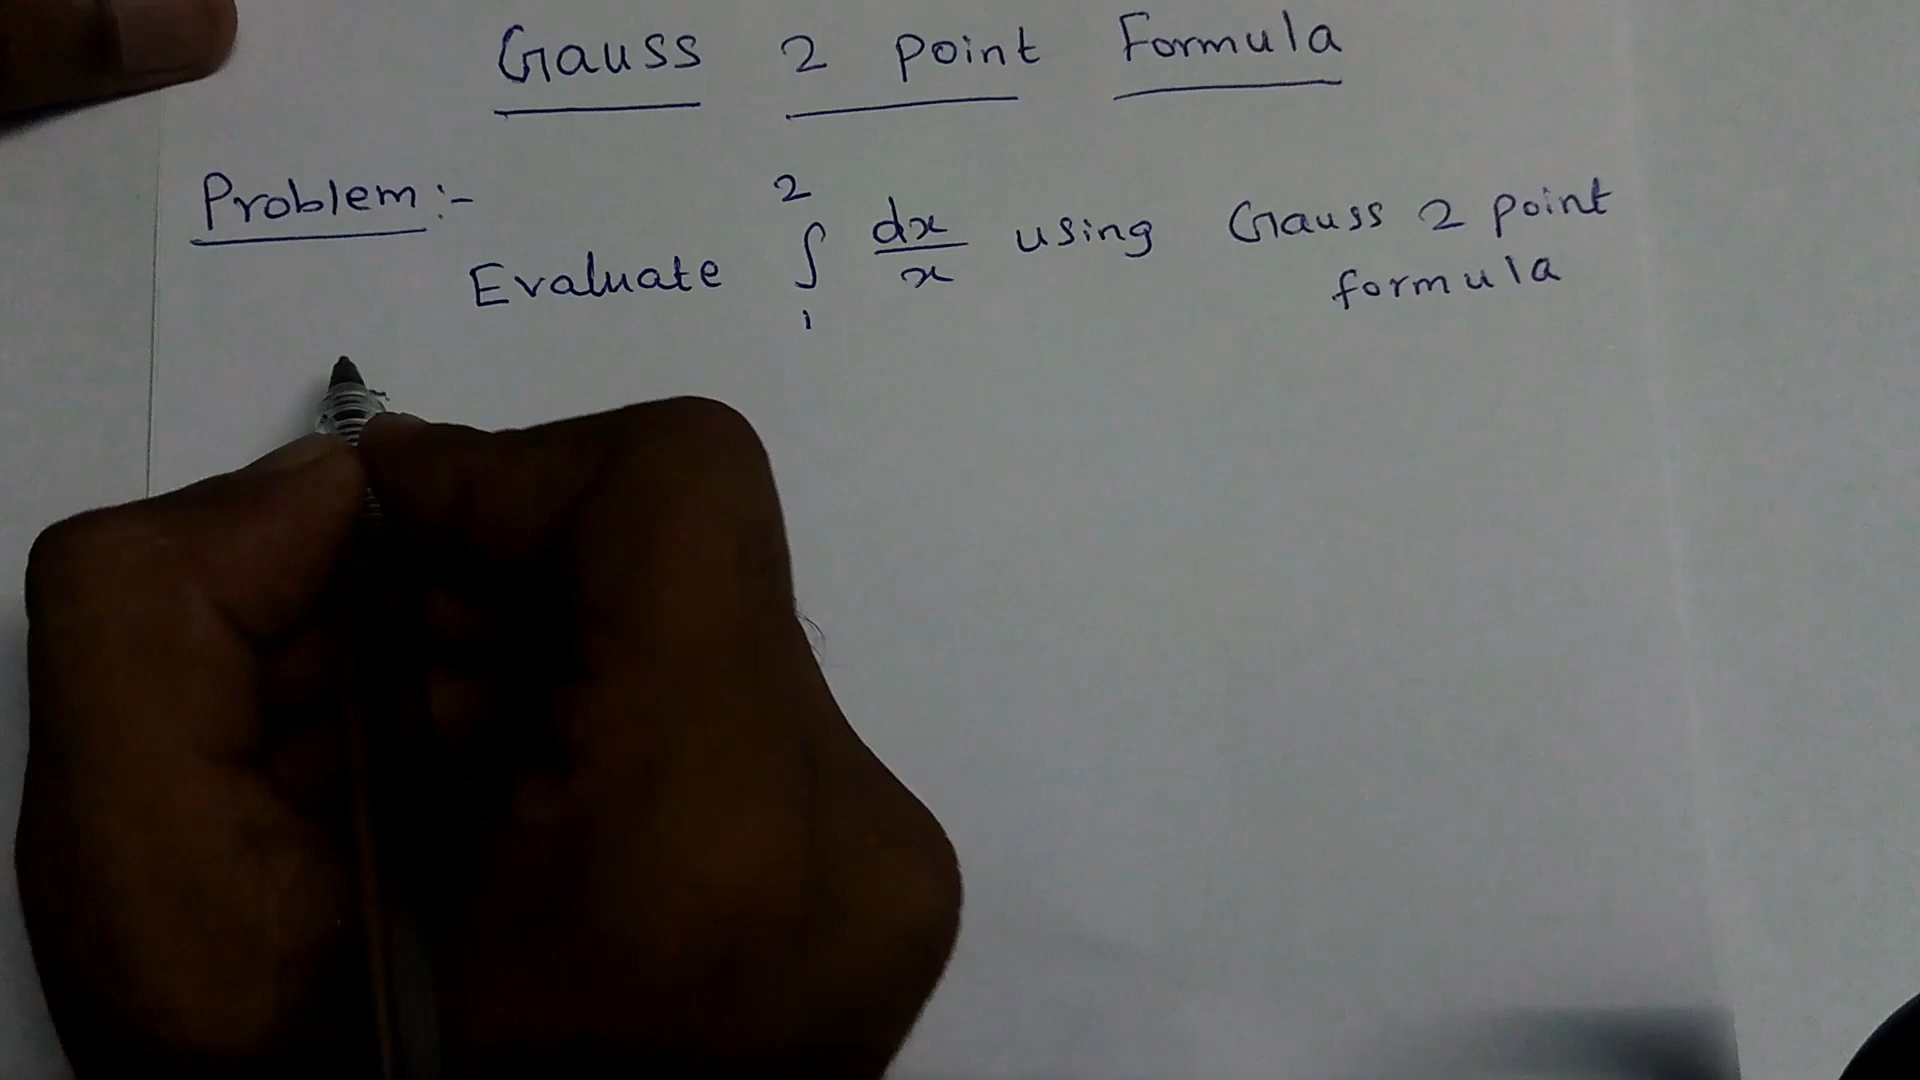 Gauss 2 Point Formula
Problem:-
Evaluate ∫₁² dx/x using Gauss 2 point
formula